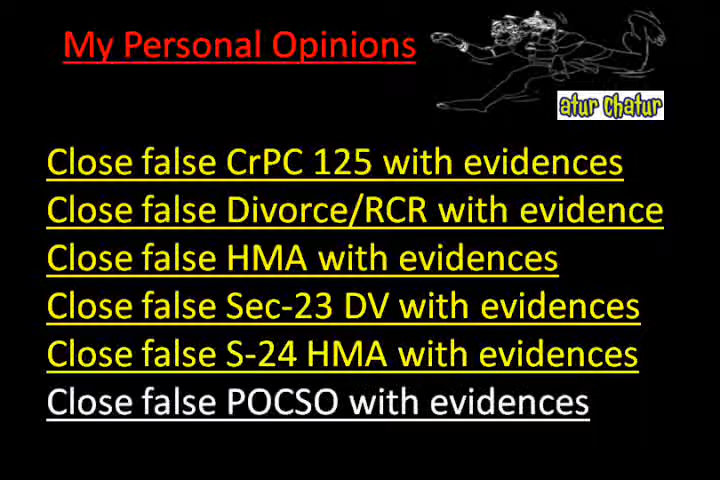 My Personal Opinions
atur Chatur
Close false CrPC 125 with evidences
Close false Divorce/RCR with evidence
Close false HMA with evidences
Close false Sec-23 DV with evidences
Close false S-24 HMA with evidences
Close false POCSO with evidences